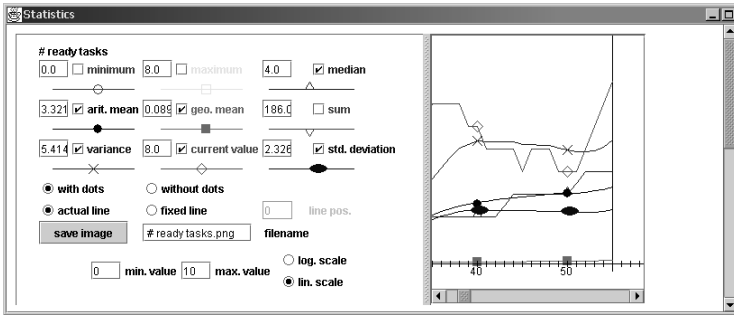 Statistics
# ready tasks
0.0 minimum 8.0 maximum 4.0 median
3.321 arit. mean 0.089 geo. mean 186.0 sum
5.414 variance 8.0 current value 2.326 std. deviation
with dots without dots
actual line fixed line 0 line pos.
save image # ready tasks.png filename
log. scale
0 min. value 10 max. value
lin. scale
40 50